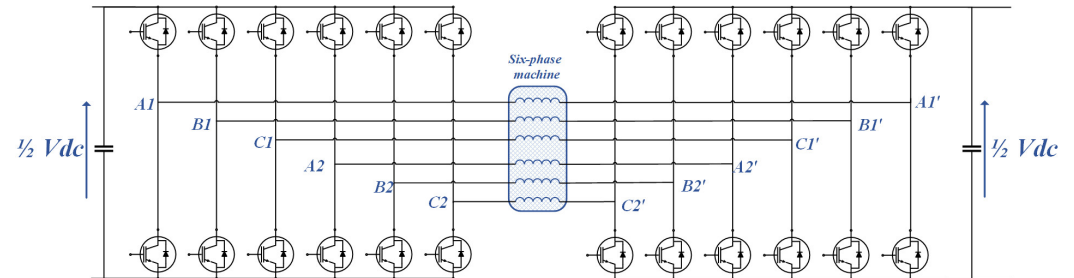 Six-phase
machine
A1
A1'
B1
B1'
C1
C1'
½ Vdc
½ Vdc
A2
A2'
B2
B2'
C2
C2'